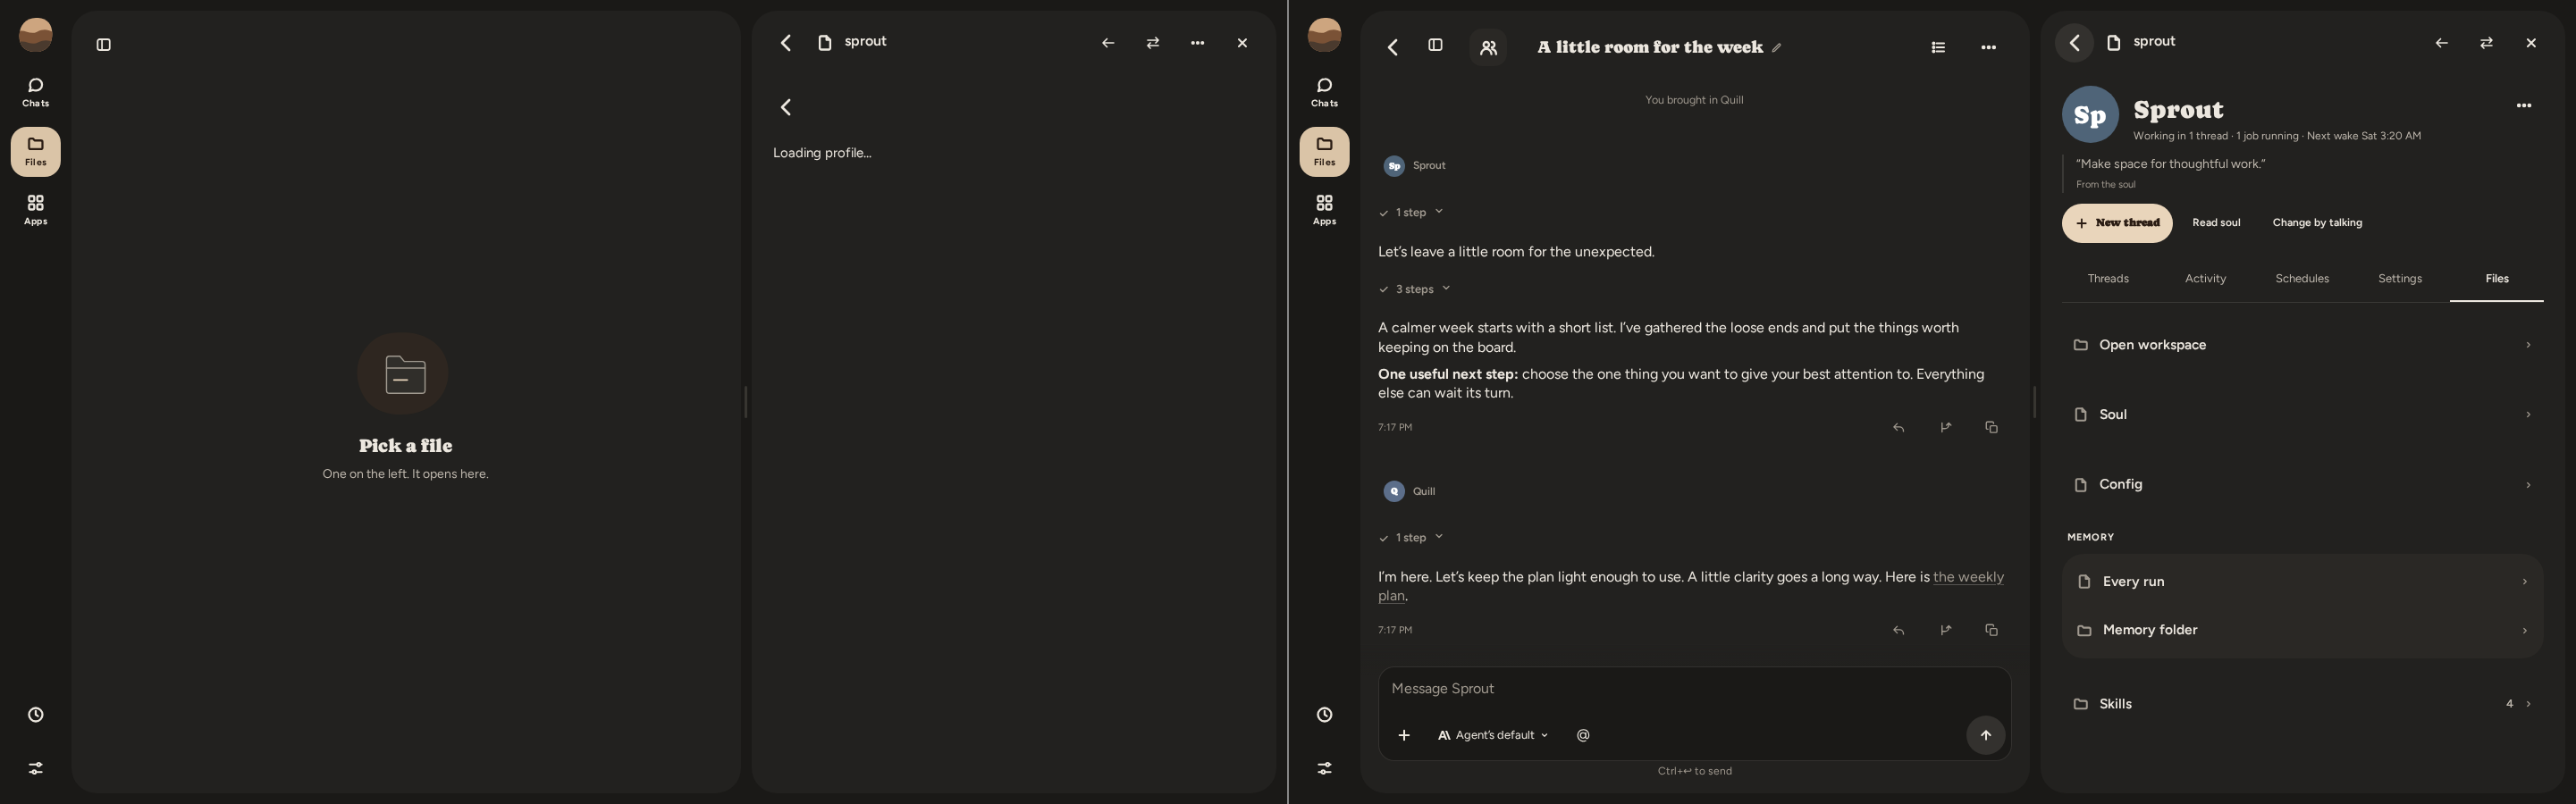 Chats
Files
Apps
Pick a file
One on the left. It opens here.
sprout
Loading profile...
Chats
Files
Apps
A little room for the week
You brought in Quill
Sp Sprout
1 step
Let's leave a little room for the unexpected.
3 steps
A calmer week starts with a short list. I've gathered the loose ends and put the things worth
keeping on the board.
One useful next step: choose the one thing you want to give your best attention to. Everything
else can wait its turn.
7:17 PM
Q Quill
1 step
I'm here. Let's keep the plan light enough to use. A little clarity goes a long way. Here is the weekly
plan.
7:17 PM
Message Sprout
Agent's default
@
Ctrl+↩ to send
sprout
Sp
Sprout
Working in 1 thread · 1 job running · Next wake Sat 3:20 AM
“Make space for thoughtful work.”
From the soul
+ New thread
Read soul
Change by talking
Threads
Activity
Schedules
Settings
Files
Open workspace
Soul
Config
MEMORY
Every run
Memory folder
Skills
4